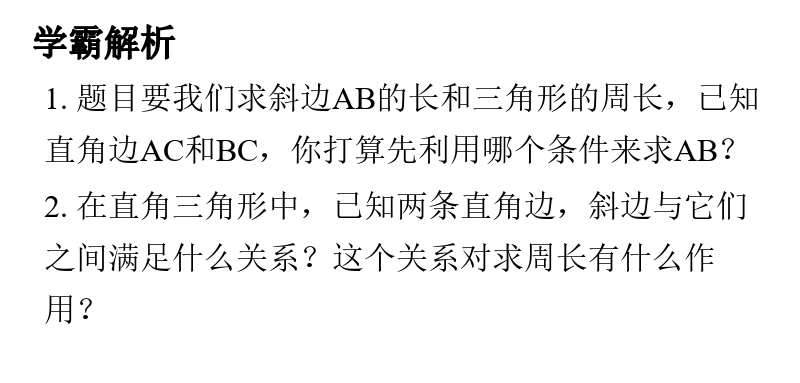 学霸解析
1. 题目要我们求斜边AB的长和三角形的周长，已知
直角边AC和BC，你打算先利用哪个条件来求AB？
2. 在直角三角形中，已知两条直角边，斜边与它们
之间满足什么关系？这个关系对求周长有什么作
用？